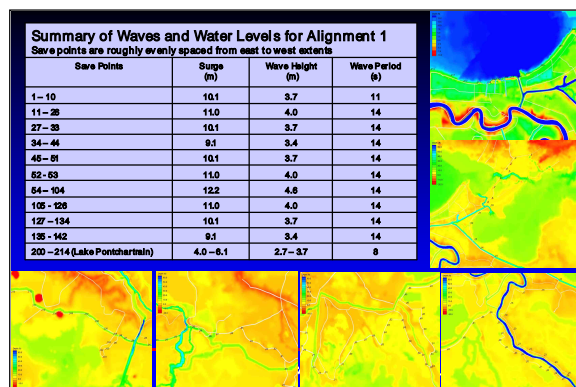 Summary of Waves and Water Levels for Alignment 1
Save points are roughly evenly spaced from east to west extents
Save Points Surge (m) Wave Height (m) Wave Period (s)
1 – 10 10.1 3.7 11
11 – 26 11.0 4.0 14
27 – 33 10.1 3.7 14
34 – 44 9.1 3.4 14
45 – 51 10.1 3.7 14
52 - 53 11.0 4.0 14
54 – 104 12.2 4.6 14
105 - 126 11.0 4.0 14
127 – 134 10.1 3.7 14
135 - 142 9.1 3.4 14
200 – 214 (Lake Pontchartrain) 4.0 – 6.1 2.7 – 3.7 8